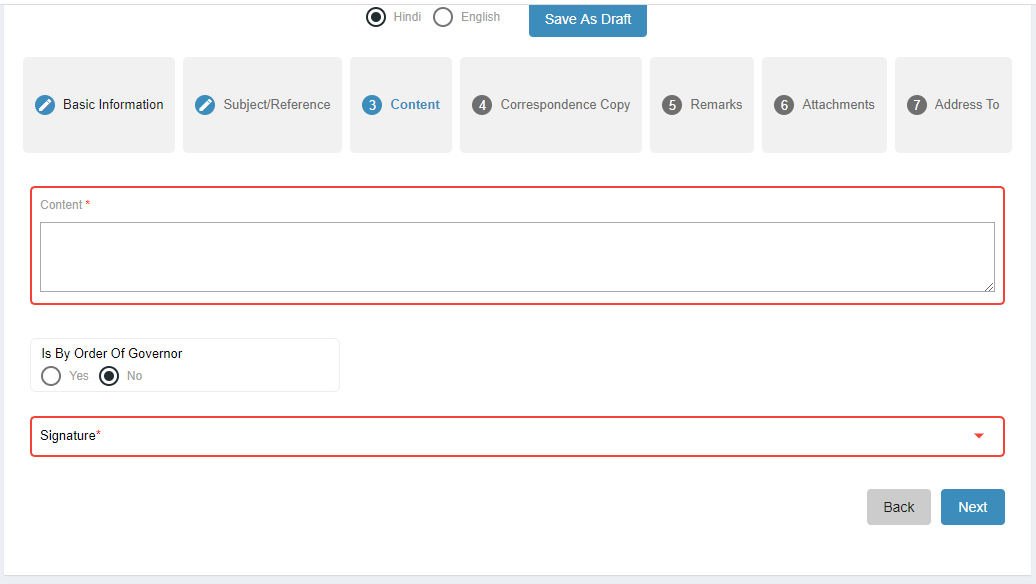 Hindi English Save As Draft
Basic Information Subject/Reference 3 Content 4 Correspondence Copy 5 Remarks 6 Attachments 7 Address To
Content *
Is By Order Of Governor
Yes No
Signature*
Back Next